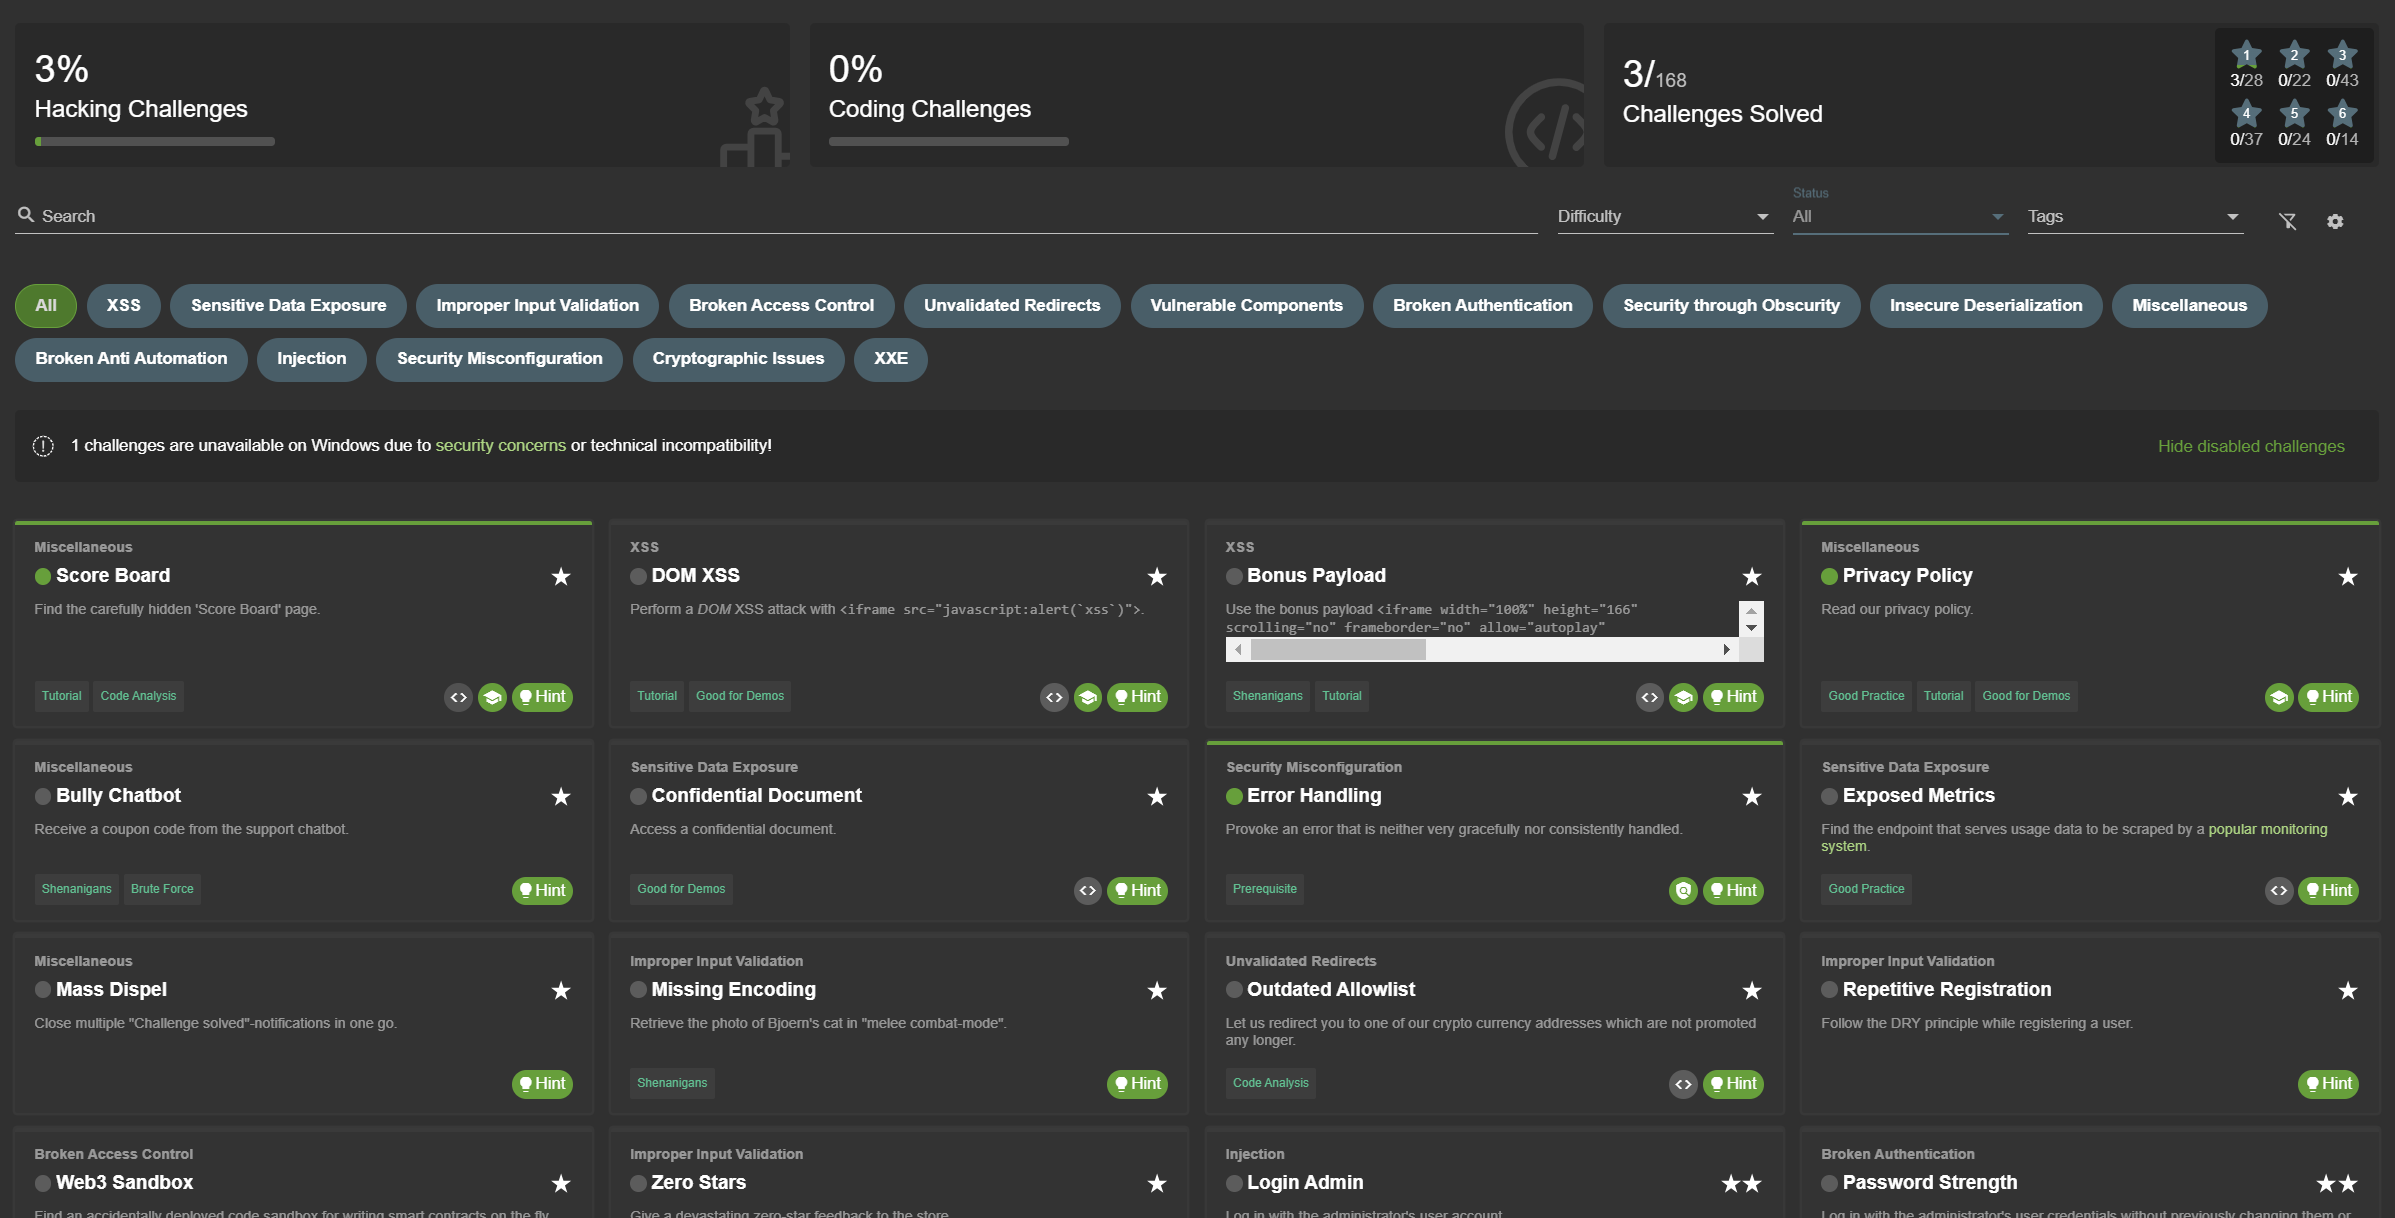 3%
Hacking Challenges
0%
Coding Challenges
3/168
Challenges Solved
1 2 3
3/28 0/22 0/43
4 5 6
0/37 0/24 0/14
Search
Difficulty
Status
All
Tags
All XSS Sensitive Data Exposure Improper Input Validation Broken Access Control Unvalidated Redirects Vulnerable Components Broken Authentication Security through Obscurity Insecure Deserialization Miscellaneous
Broken Anti Automation Injection Security Misconfiguration Cryptographic Issues XXE
1 challenges are unavailable on Windows due to security concerns or technical incompatibility!
Hide disabled challenges
Miscellaneous
Score Board
Find the carefully hidden 'Score Board' page.
Tutorial Code Analysis <> Hint
XSS
DOM XSS
Perform a DOM XSS attack with <iframe src="javascript:alert(`xss`)">.
Tutorial Good for Demos <> Hint
XSS
Bonus Payload
Use the bonus payload <iframe width="100%" height="166"
scrolling="no" frameborder="no" allow="autoplay"
Shenanigans Tutorial <> Hint
Miscellaneous
Privacy Policy
Read our privacy policy.
Good Practice Tutorial Good for Demos Hint
Miscellaneous
Bully Chatbot
Receive a coupon code from the support chatbot.
Shenanigans Brute Force Hint
Sensitive Data Exposure
Confidential Document
Access a confidential document.
Good for Demos <> Hint
Security Misconfiguration
Error Handling
Provoke an error that is neither very gracefully nor consistently handled.
Prerequisite Hint
Sensitive Data Exposure
Exposed Metrics
Find the endpoint that serves usage data to be scraped by a popular monitoring
system.
Good Practice <> Hint
Miscellaneous
Mass Dispel
Close multiple "Challenge solved"-notifications in one go.
Hint
Improper Input Validation
Missing Encoding
Retrieve the photo of Bjoern's cat in "melee combat-mode".
Shenanigans Hint
Unvalidated Redirects
Outdated Allowlist
Let us redirect you to one of our crypto currency addresses which are not promoted
any longer.
Code Analysis <> Hint
Improper Input Validation
Repetitive Registration
Follow the DRY principle while registering a user.
Hint
Broken Access Control
Web3 Sandbox
Find an accidentally deployed code sandbox for writing smart contracts on the fly.
Improper Input Validation
Zero Stars
Give a devastating zero-star feedback to the store.
Injection
Login Admin
Log in with the administrator's user account.
Broken Authentication
Password Strength
Log in with the administrator's user credentials without previously changing them or